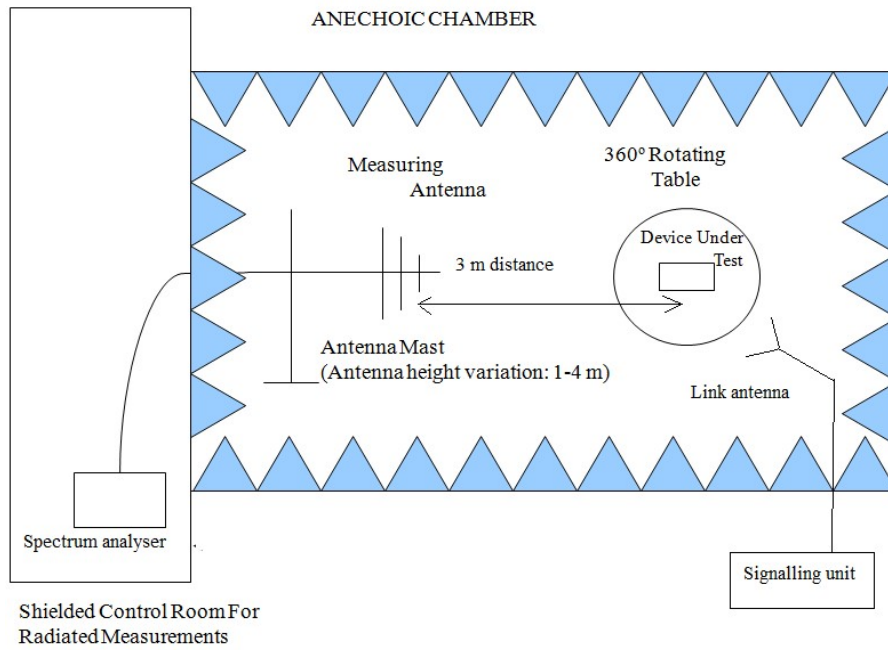 ANECHOIC CHAMBER
Measuring
Antenna
360º Rotating
Table
Device Under
Test
3 m distance
Antenna Mast
(Antenna height variation: 1-4 m)
Link antenna
Spectrum analyser
Signalling unit
Shielded Control Room For
Radiated Measurements